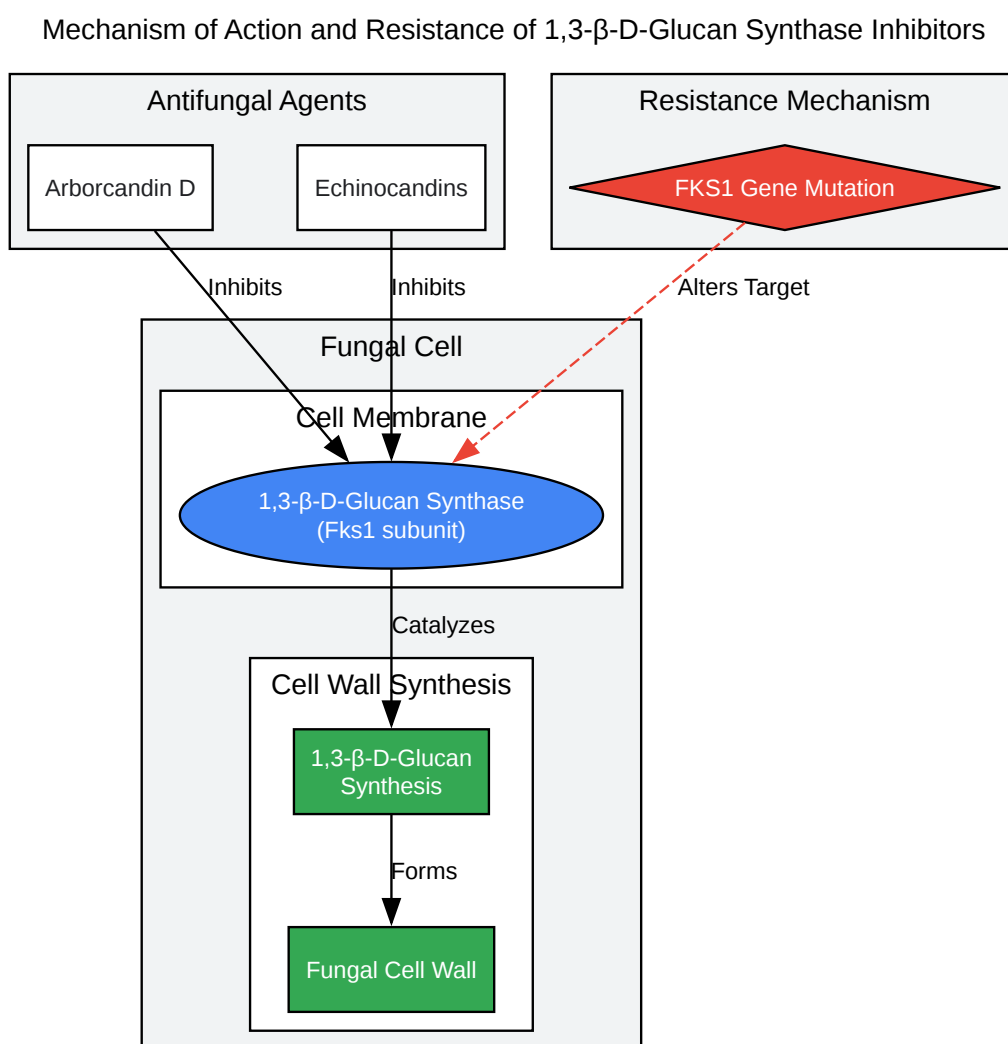 Mechanism of Action and Resistance of 1,3-β-D-Glucan Synthase Inhibitors
Antifungal Agents
Resistance Mechanism
Arborcandin D
Echinocandins
FKS1 Gene Mutation
Inhibits
Inhibits
Alters Target
Fungal Cell
Cell Membrane
1,3-β-D-Glucan Synthase
(Fks1 subunit)
Catalyzes
Cell Wall Synthesis
1,3-β-D-Glucan
Synthesis
Forms
Fungal Cell Wall